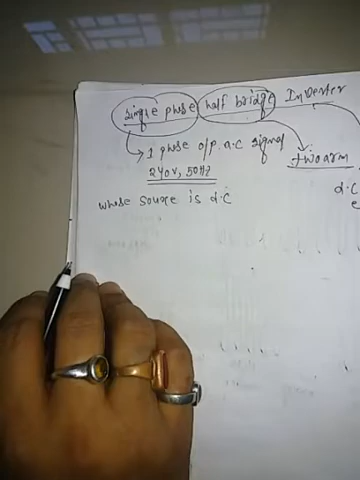 single phase half bridge Inverter
1 phase o/p a.c signal
240V, 50Hz
two arm
d.c
whose source is d.c